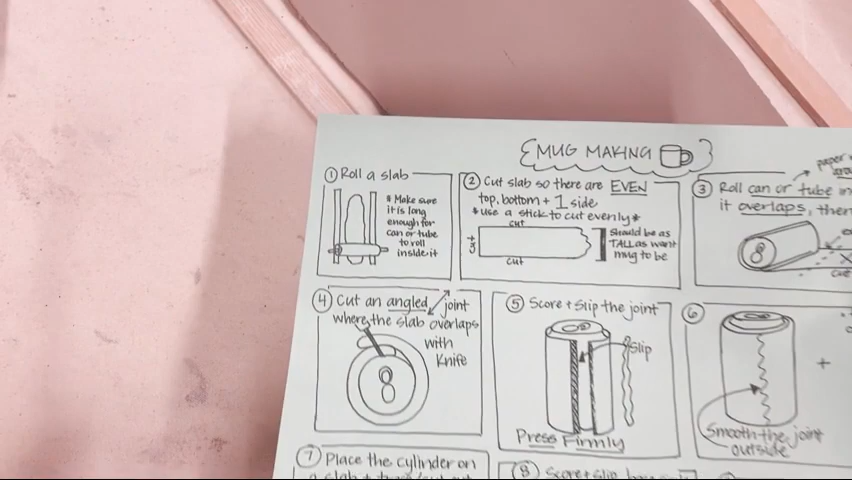 MUG MAKING
① Roll a slab
* Make sure
it is long
enough for
can or tube
to roll
inside it
② Cut slab so there are EVEN
top, bottom + 1 side
*use a stick to cut evenly*
cut
cut
cut
should be as
TALL as want
mug to be
paper
③ Roll can or tube in
it overlaps, then
④ Cut an angled joint
where the slab overlaps
with
Knife
⑤ Score + Slip the joint
Slip
Press Firmly
⑥
+
Smooth the joint
outside
⑦ Place the cylinder on
⑧ Score + slip